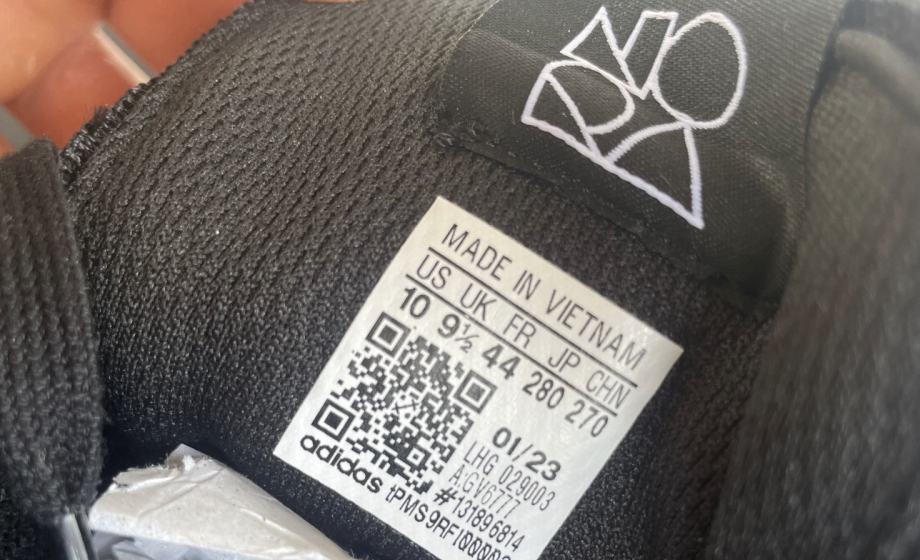 MADE IN VIETNAM
US UK FR JP CHN
10 9½ 44 280 270
01/23
LHG 029003
A:GV6777
#131896814
adidas